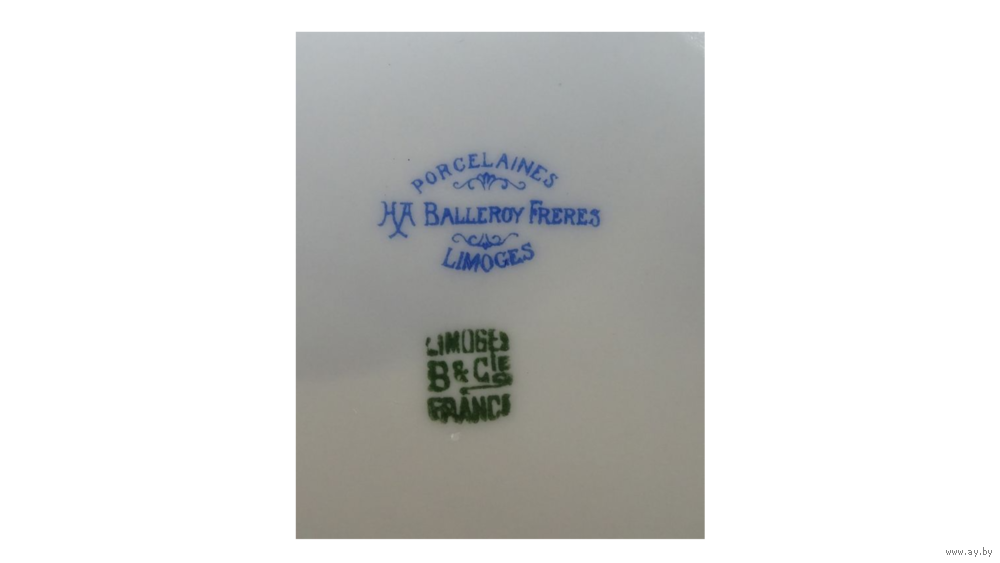 PORCELAINES
HA BALLEROY FRERES
LIMOGES
LIMOGES
B & CIE
FRANCE
www.ay.by